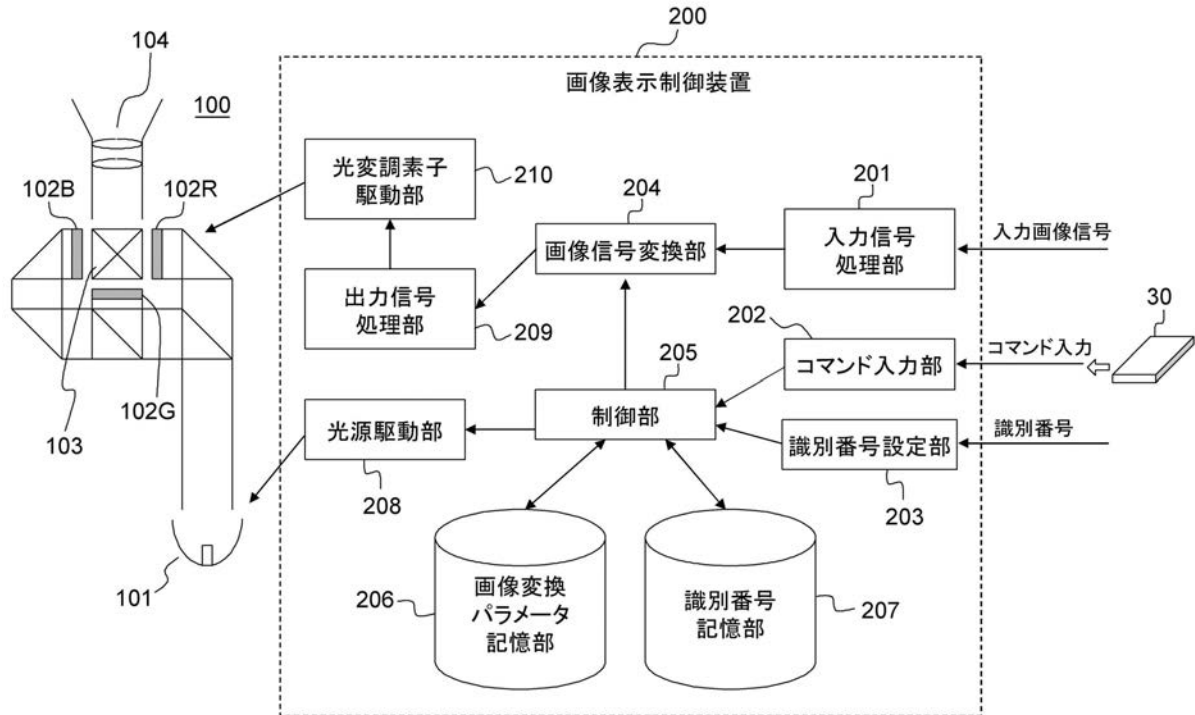 200
104
画像表示制御装置
100
光変調素子
駆動部
210
102B
102R
204
201
画像信号変換部
入力信号
処理部
入力画像信号
出力信号
処理部
209
202
30
コマンド入力部
コマンド入力
205
制御部
102G
103
光源駆動部
208
識別番号設定部
識別番号
203
101
206
画像変換
パラメータ
記憶部
識別番号
記憶部
207